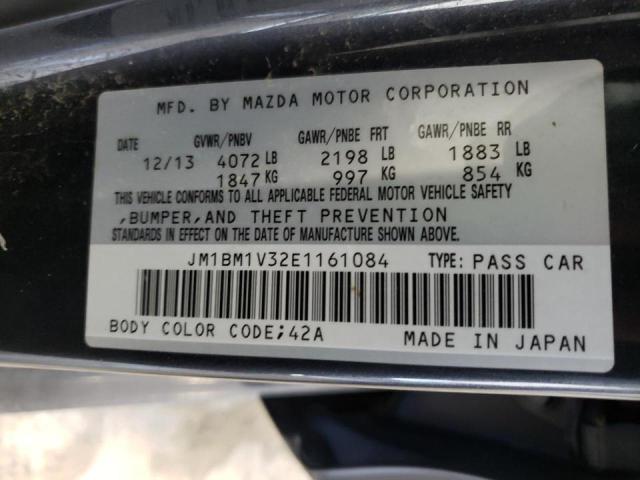 MFD. BY MAZDA MOTOR CORPORATION
DATE GVWR/PNBV GAWR/PNBE FRT GAWR/PNBE RR
12/13 4072 LB 2198 LB 1883 LB
1847 KG 997 KG 854 KG
THIS VEHICLE CONFORMS TO ALL APPLICABLE FEDERAL MOTOR VEHICLE SAFETY
,BUMPER,AND THEFT PREVENTION
STANDARDS IN EFFECT ON THE DATE OF MANUFACTURE SHOWN ABOVE.
JM1BM1V32E1161084 TYPE: PASS CAR
BODY COLOR CODE;42A MADE IN JAPAN